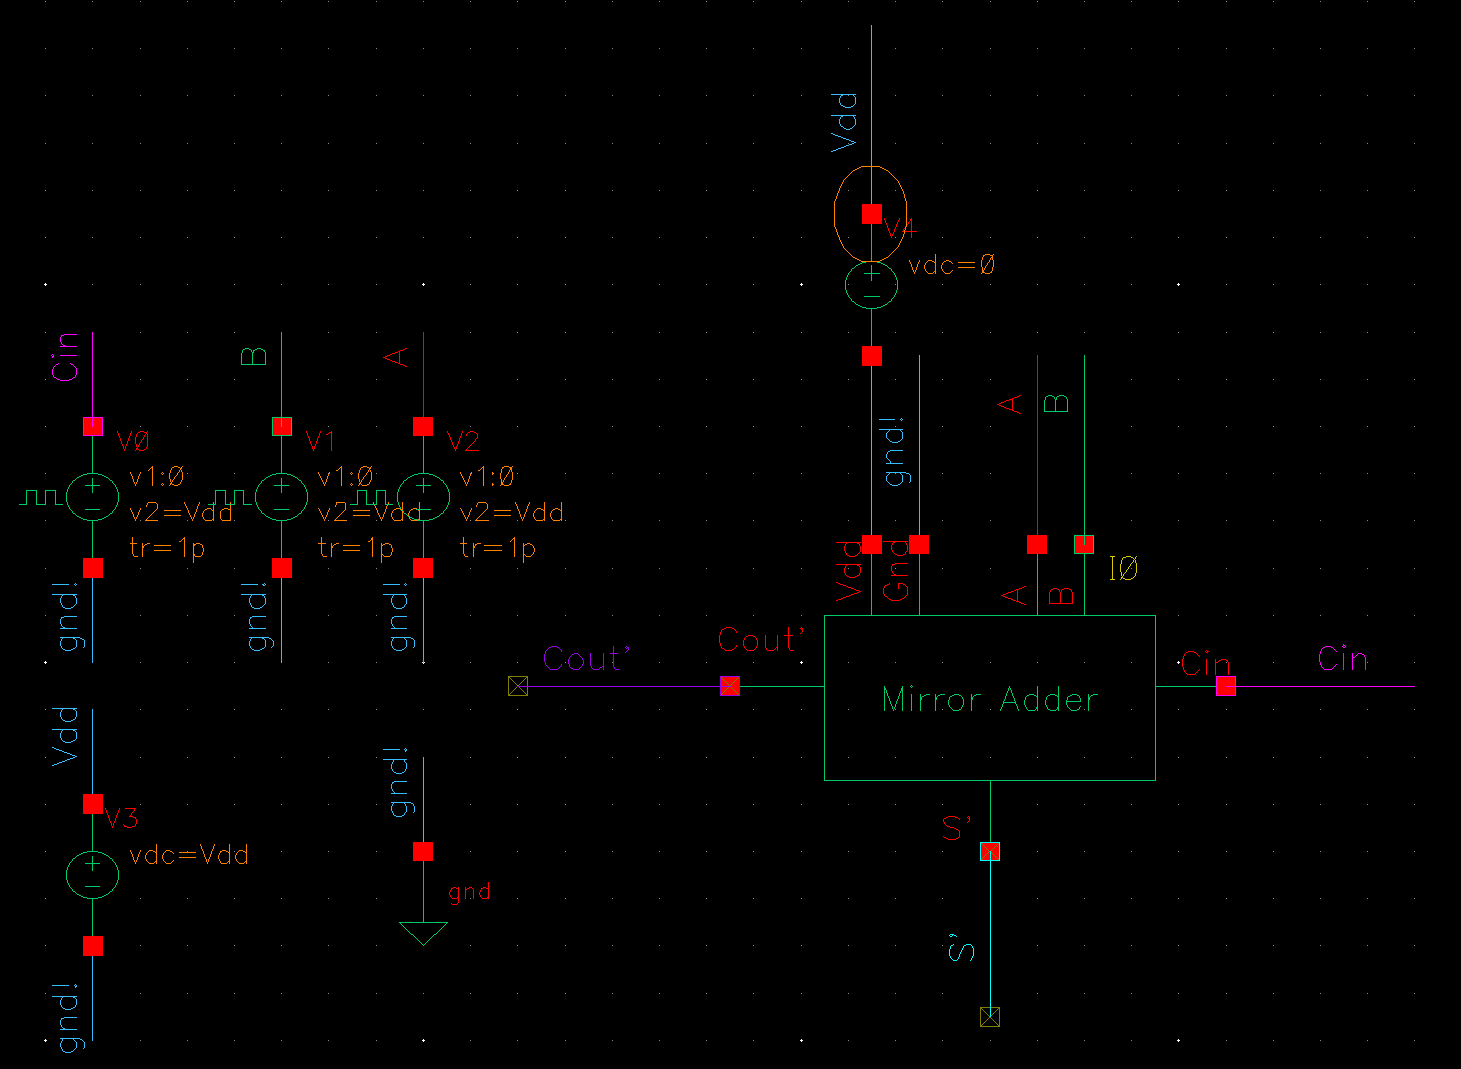 Vdd
V4
vdc=0
Cin
B
A
V0
v1:0
v2=Vdd
tr=1p
gnd!
V1
v1:0
v2=Vdd
tr=1p
gnd!
V2
v1:0
v2=Vdd
tr=1p
gnd!
gnd!
A
B
Vdd
Gnd
A
B
I0
Cout'
Cout'
Mirror Adder
Cin
Cin
Vdd
V3
vdc=Vdd
gnd!
gnd!
gnd
S'
S'